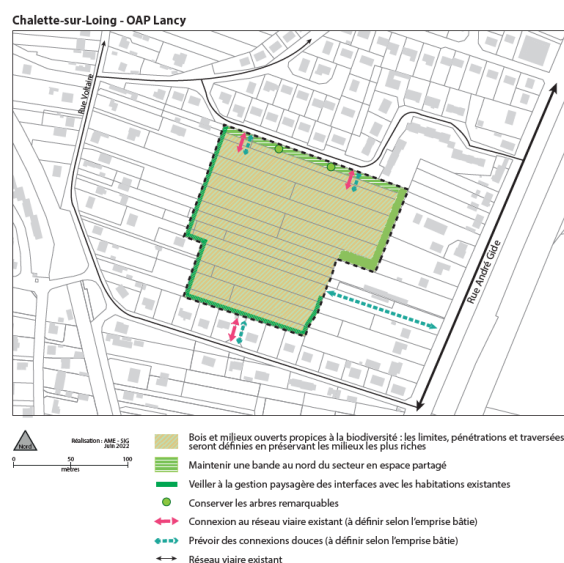 Chalette-sur-Loing - OAP Lancy
Rue Voltaire
Rue André Gide
Nord
Réalisation : AME - SIG
Juin 2022
0 50 100
mètres
Bois et milieux ouverts propices à la biodiversité : les limites, pénétrations et traversées
seront définies en préservant les milieux les plus riches
Maintenir une bande au nord du secteur en espace partagé
Veiller à la gestion paysagère des interfaces avec les habitations existantes
Conserver les arbres remarquables
Connexion au réseau viaire existant (à définir selon l'emprise bâtie)
Prévoir des connexions douces (à définir selon l'emprise bâtie)
Réseau viaire existant